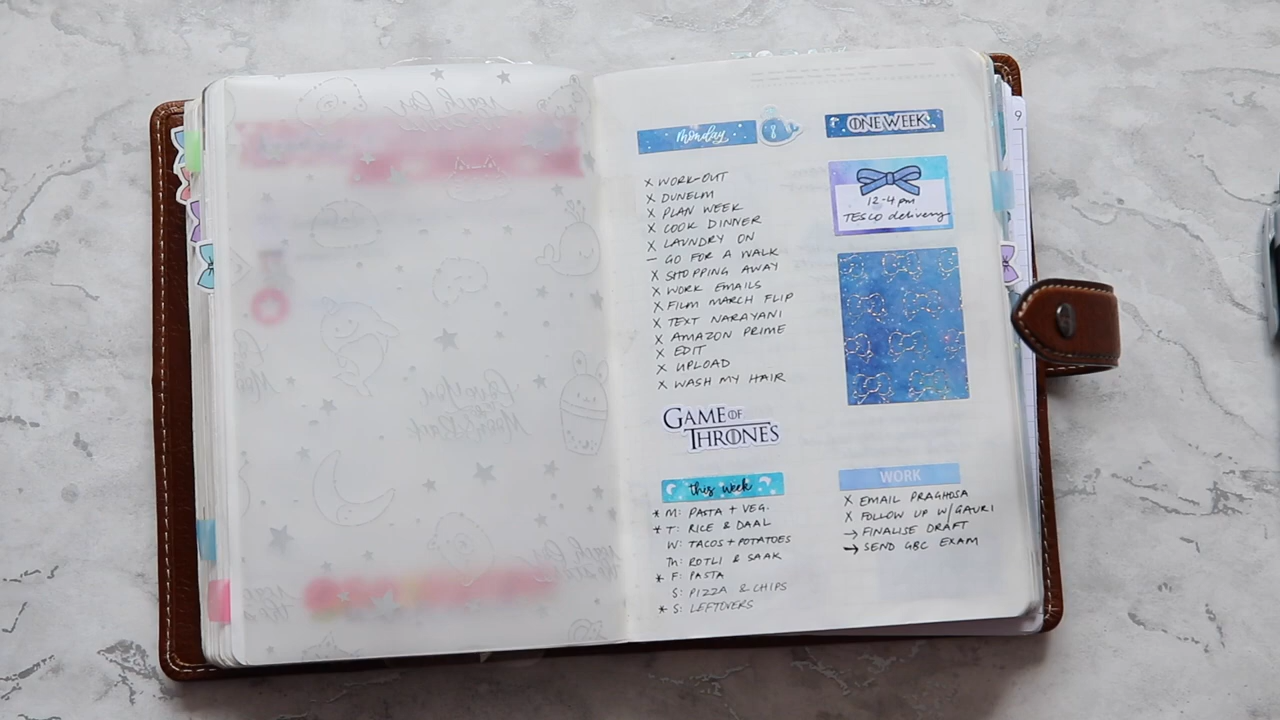 monday
8
X WORK-OUT
X DUNELM
X PLAN WEEK
X COOK DINNER
X LAUNDRY ON
– GO FOR A WALK
X SHOPPING AWAY
X WORK EMAILS
X FILM MARCH FLIP
X TEXT NARAYANI
X AMAZON PRIME
X EDIT
X UPLOAD
X WASH MY HAIR
GAME OF
THRONES
this week
* M: PASTA + VEG.
* T: RICE & DAAL
W: TACOS + POTATOES
TH: ROTLI & SAAK
* F: PASTA
S: PIZZA & CHIPS
* S: LEFTOVERS
ONE WEEK
12-4pm
TESCO delivery
WORK
X EMAIL PRAGHOSA
X FOLLOW UP W/GAURI
→ FINALISE DRAFT
→ SEND GBC EXAM
9